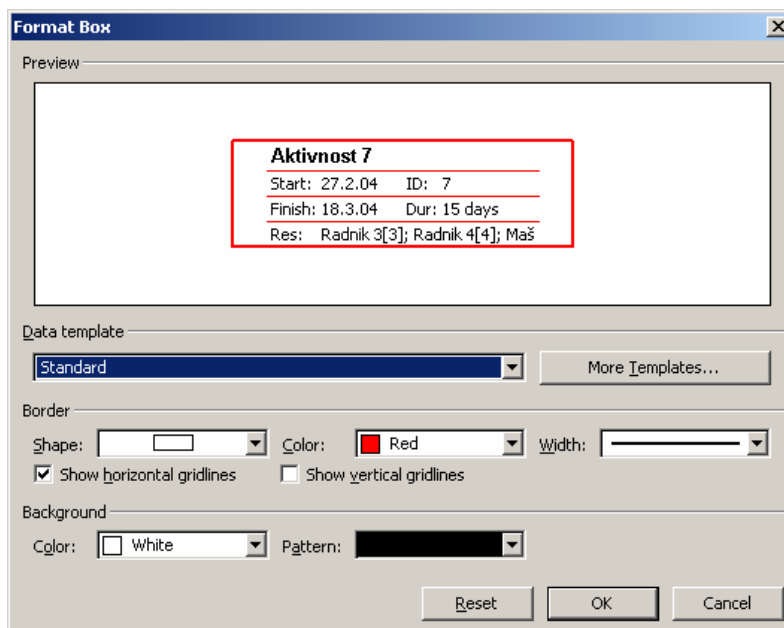 Format Box
Preview
Aktivnost 7
Start: 27.2.04 ID: 7
Finish: 18.3.04 Dur: 15 days
Res: Radnik 3[3]; Radnik 4[4]; Maš
Data template
Standard
More Templates...
Border
Shape: Color: Red Width:
Show horizontal gridlines Show vertical gridlines
Background
Color: White Pattern:
Reset OK Cancel